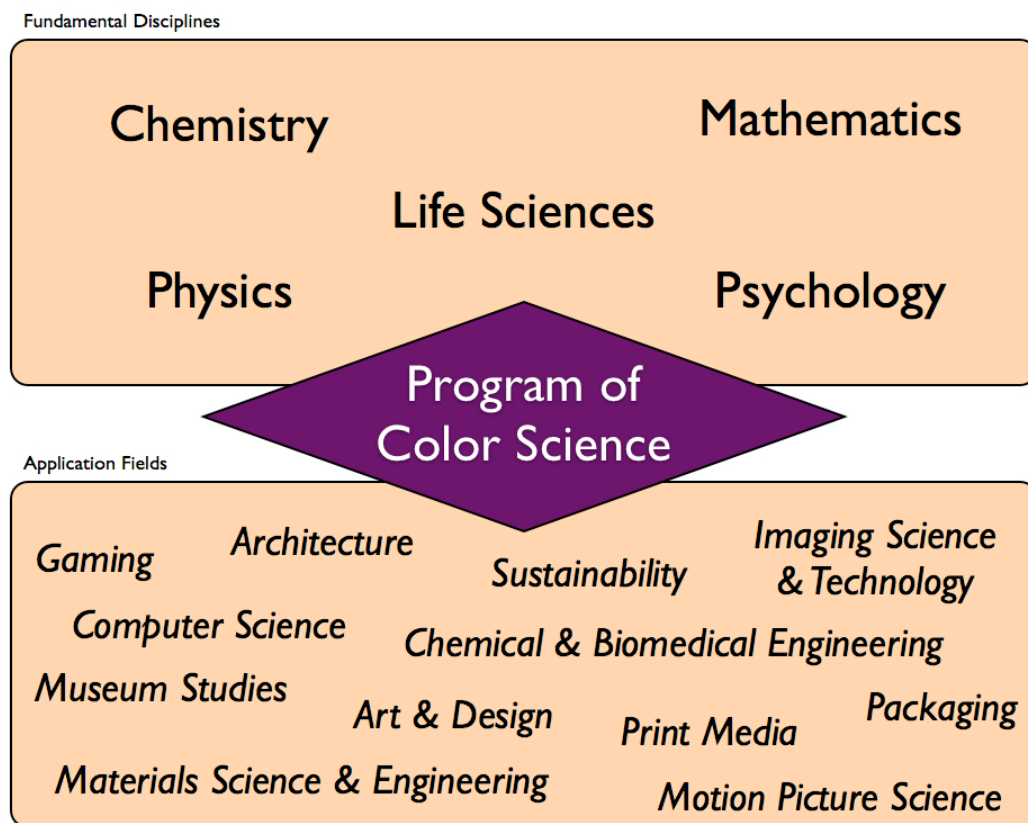 Fundamental Disciplines
Chemistry
Mathematics
Life Sciences
Physics
Psychology
Program of
Color Science
Application Fields
Gaming
Architecture
Sustainability
Imaging Science
& Technology
Computer Science
Chemical & Biomedical Engineering
Museum Studies
Art & Design
Print Media
Packaging
Materials Science & Engineering
Motion Picture Science